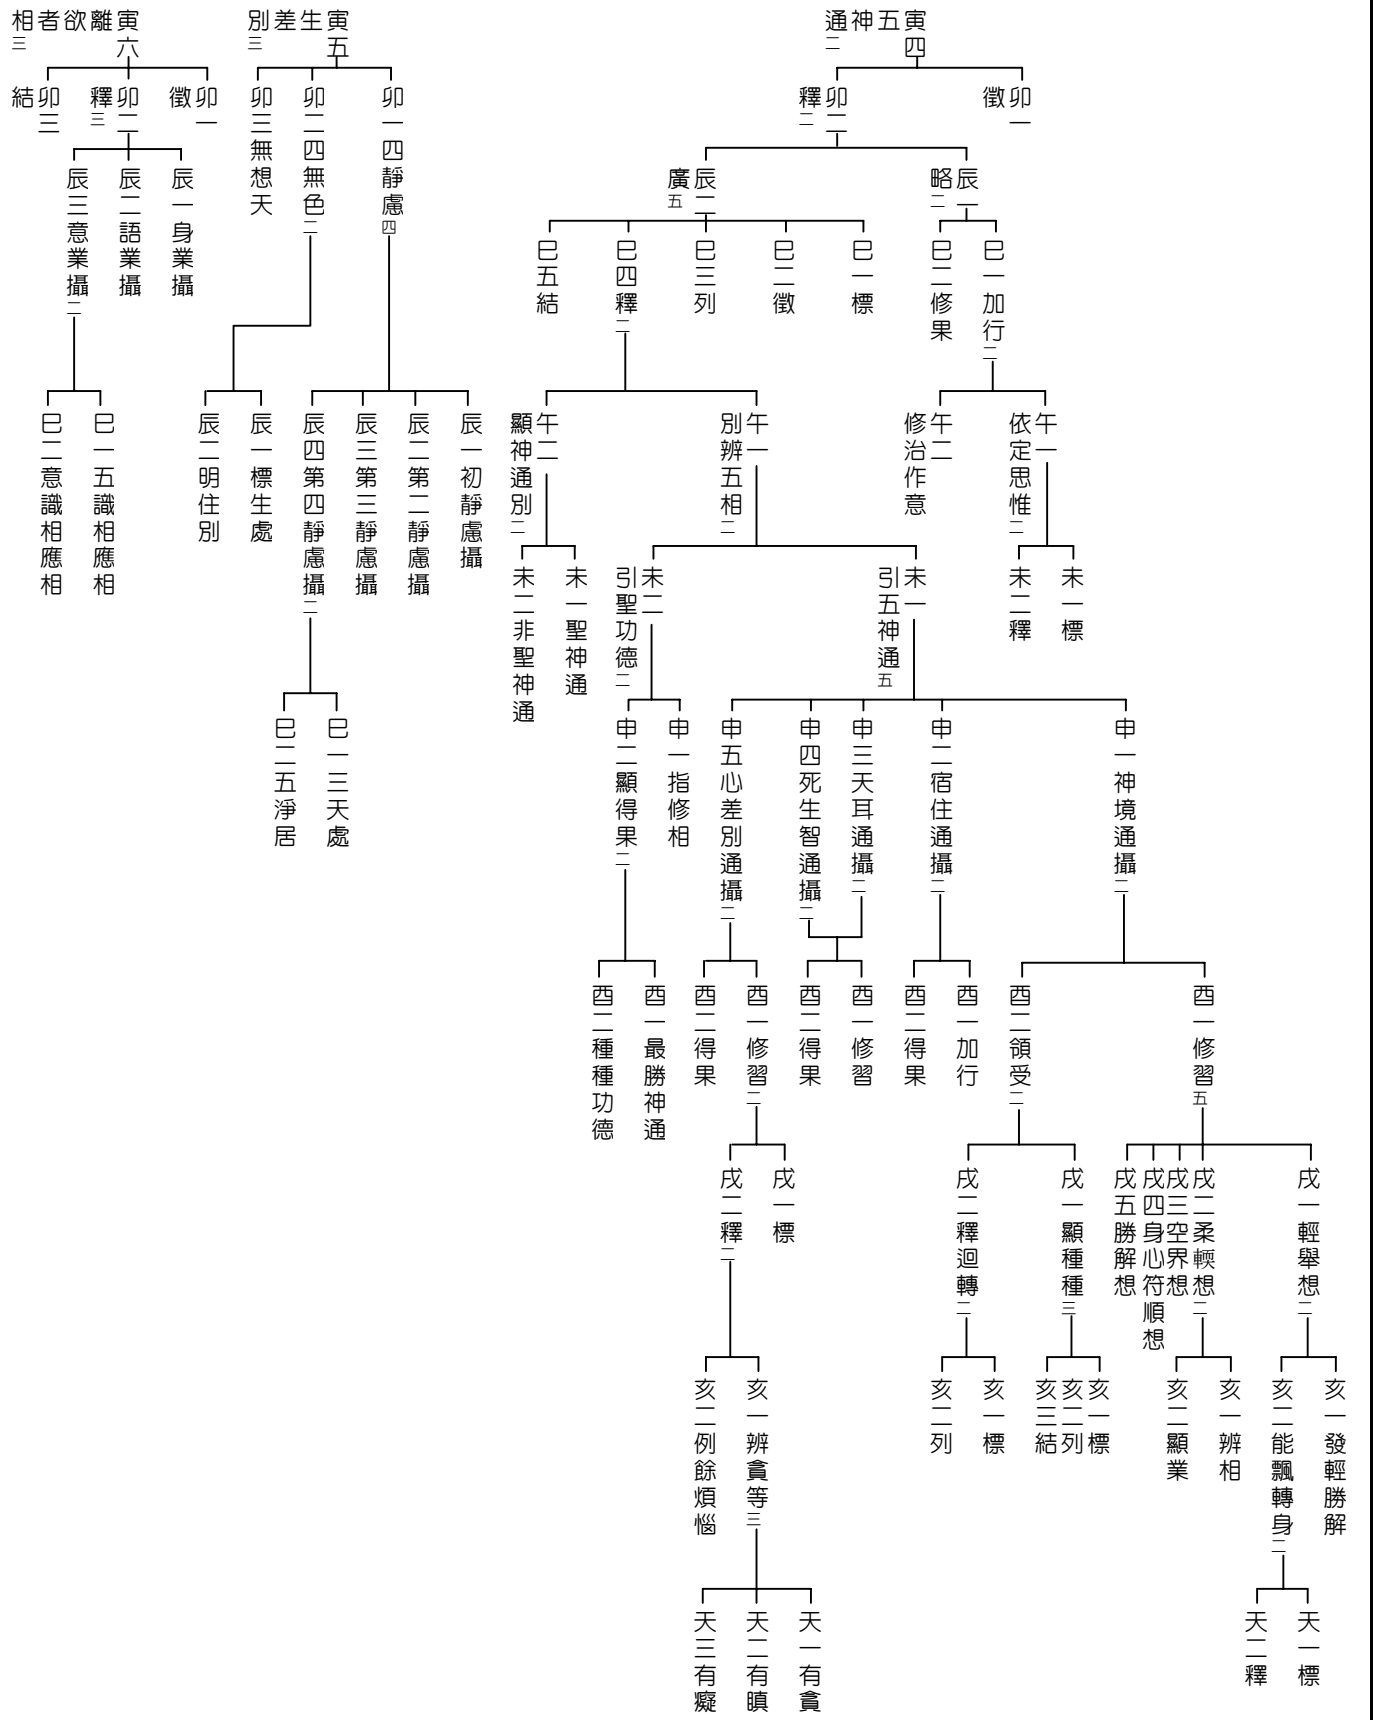 寅四五神通二
卯一徵
卯二釋二
辰一略二
巳一加行二
午一依定思惟二
未一標
未二釋
午二修治作意
巳二修果
辰二廣五
巳一標
巳二徵
巳三列
巳四釋二
午一別辨五相二
未一引五神通五
申一神境通攝二
酉一修習五
戌一輕舉想二
亥一發輕勝解
亥二能飄轉身二
天一標
天二釋
戌二柔輭想二
亥一辨相
亥二顯業
戌三空界想
戌四身心符順想
戌五勝解想
酉二領受二
戌一顯種種三
亥一標
亥二列
亥三結
戌二釋迴轉二
亥一標
亥二列
申二宿住通攝二
酉一加行
酉二得果
申三天耳通攝二
申四死生智通攝二
酉一修習
酉二得果
申五心差別通攝二
酉一修習二
戌一標
戌二釋二
亥一辨貪等三
天一有貪
天二有瞋
天三有癡
亥二例餘煩惱
酉二得果
未二引聖功德二
申一指修相
申二顯得果二
酉一最勝神通
酉二種種功德
午二顯神通別二
未一聖神通
未二非聖神通
巳五結
寅五生差別三
卯一四靜慮四
辰一初靜慮攝
辰二第二靜慮攝
辰三第三靜慮攝
辰四第四靜慮攝二
巳一三天處
巳二五淨居
卯二四無色二
辰一標生處
辰二明住別
卯三無想天
寅六離欲者相三
卯一徵
卯二釋三
辰一身業攝
辰二語業攝
辰三意業攝二
巳一五識相應相
巳二意識相應相
卯三結